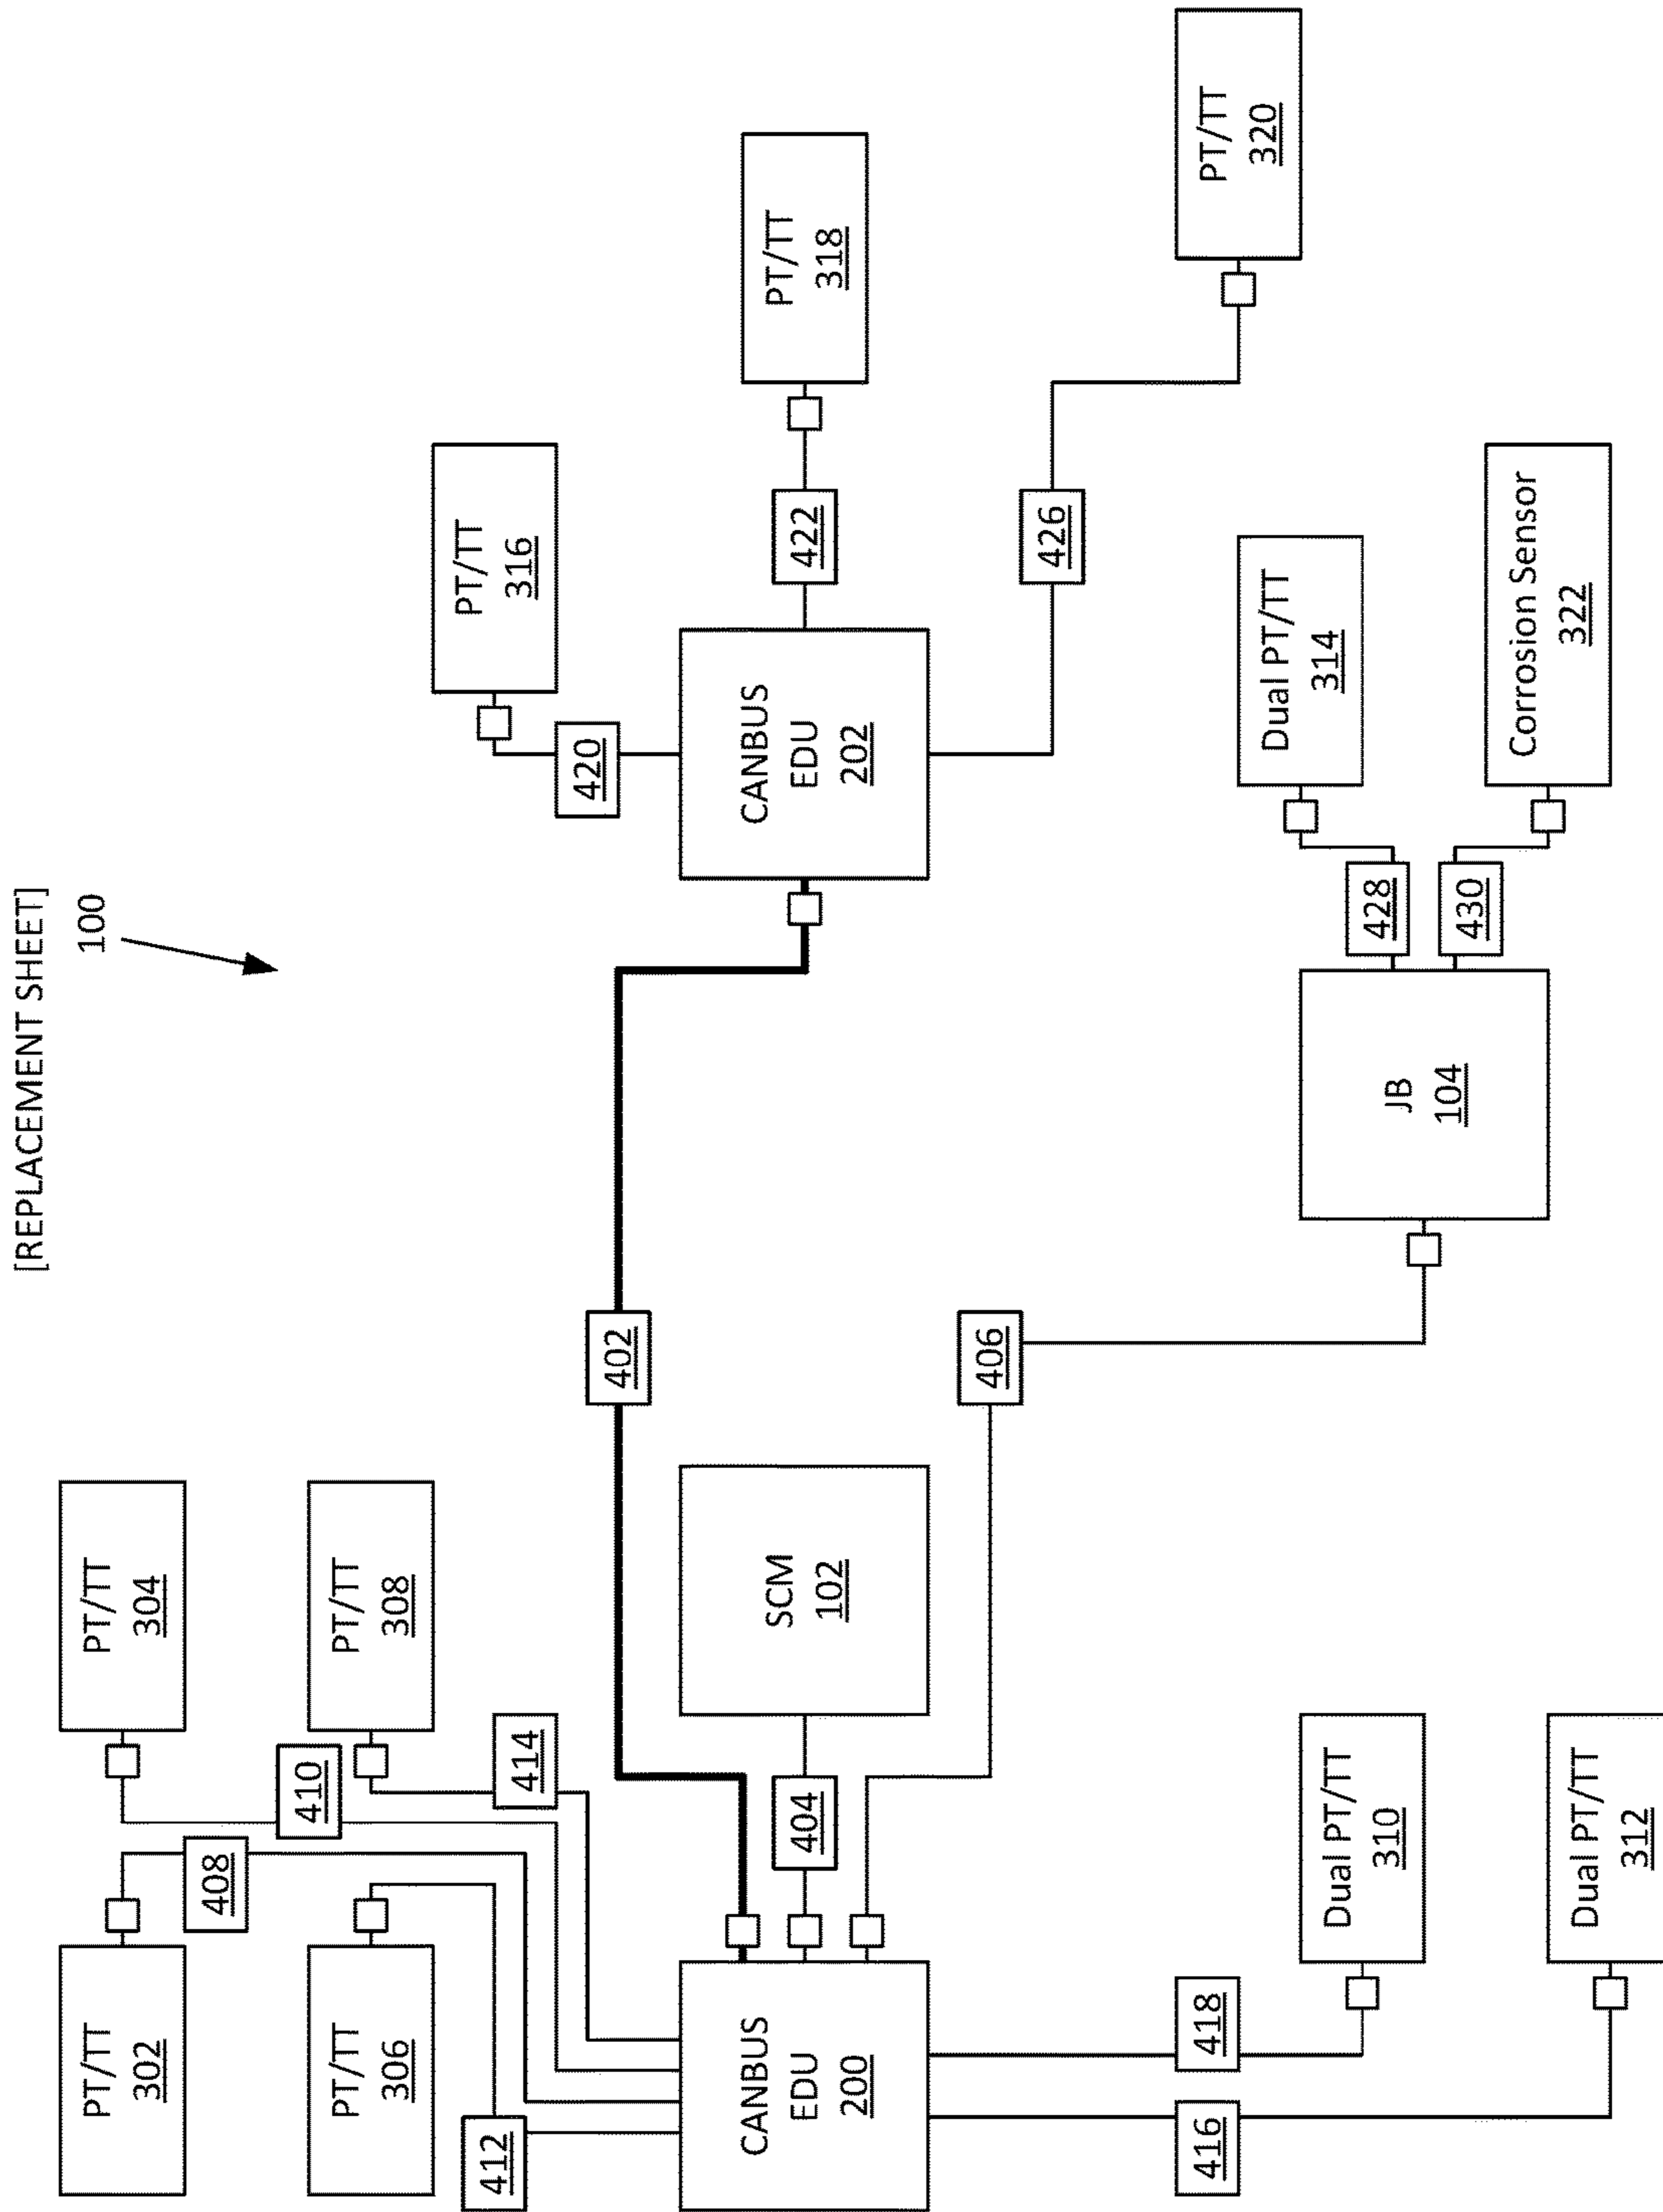 [REPLACEMENT SHEET]
100
PT/TT
302
PT/TT
304
408
410
PT/TT
306
PT/TT
308
412
414
402
PT/TT
316
420
CANBUS
EDU
200
404
SCM
102
CANBUS
EDU
202
422
PT/TT
318
406
426
416
418
PT/TT
320
Dual PT/TT
310
JB
104
428
430
Dual PT/TT
314
Dual PT/TT
312
Corrosion Sensor
322